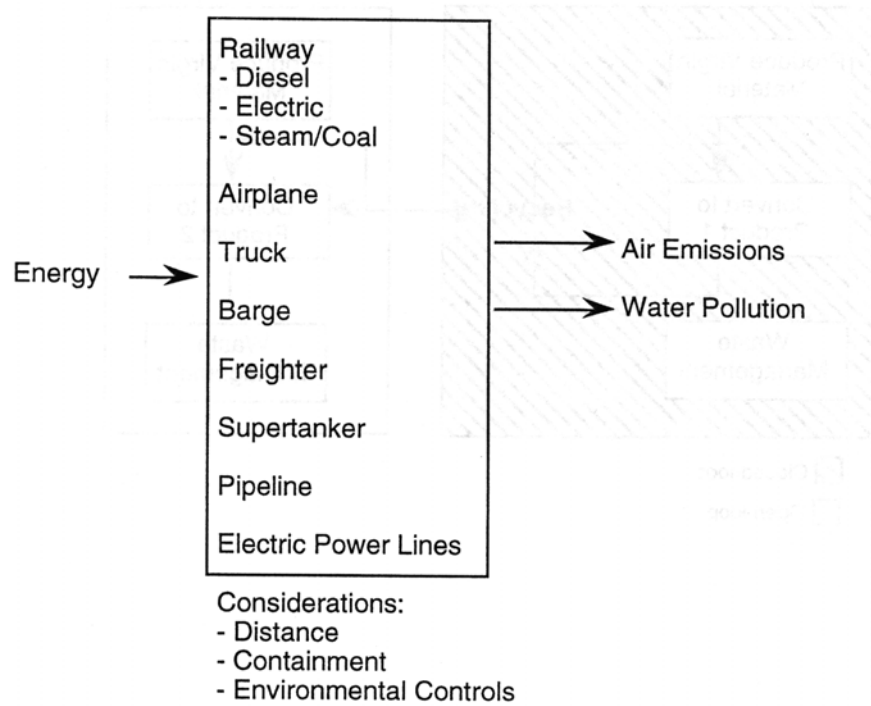 Railway
- Diesel
- Electric
- Steam/Coal
Airplane
Truck
Barge
Freighter
Supertanker
Pipeline
Electric Power Lines
Energy
Air Emissions
Water Pollution
Considerations:
- Distance
- Containment
- Environmental Controls